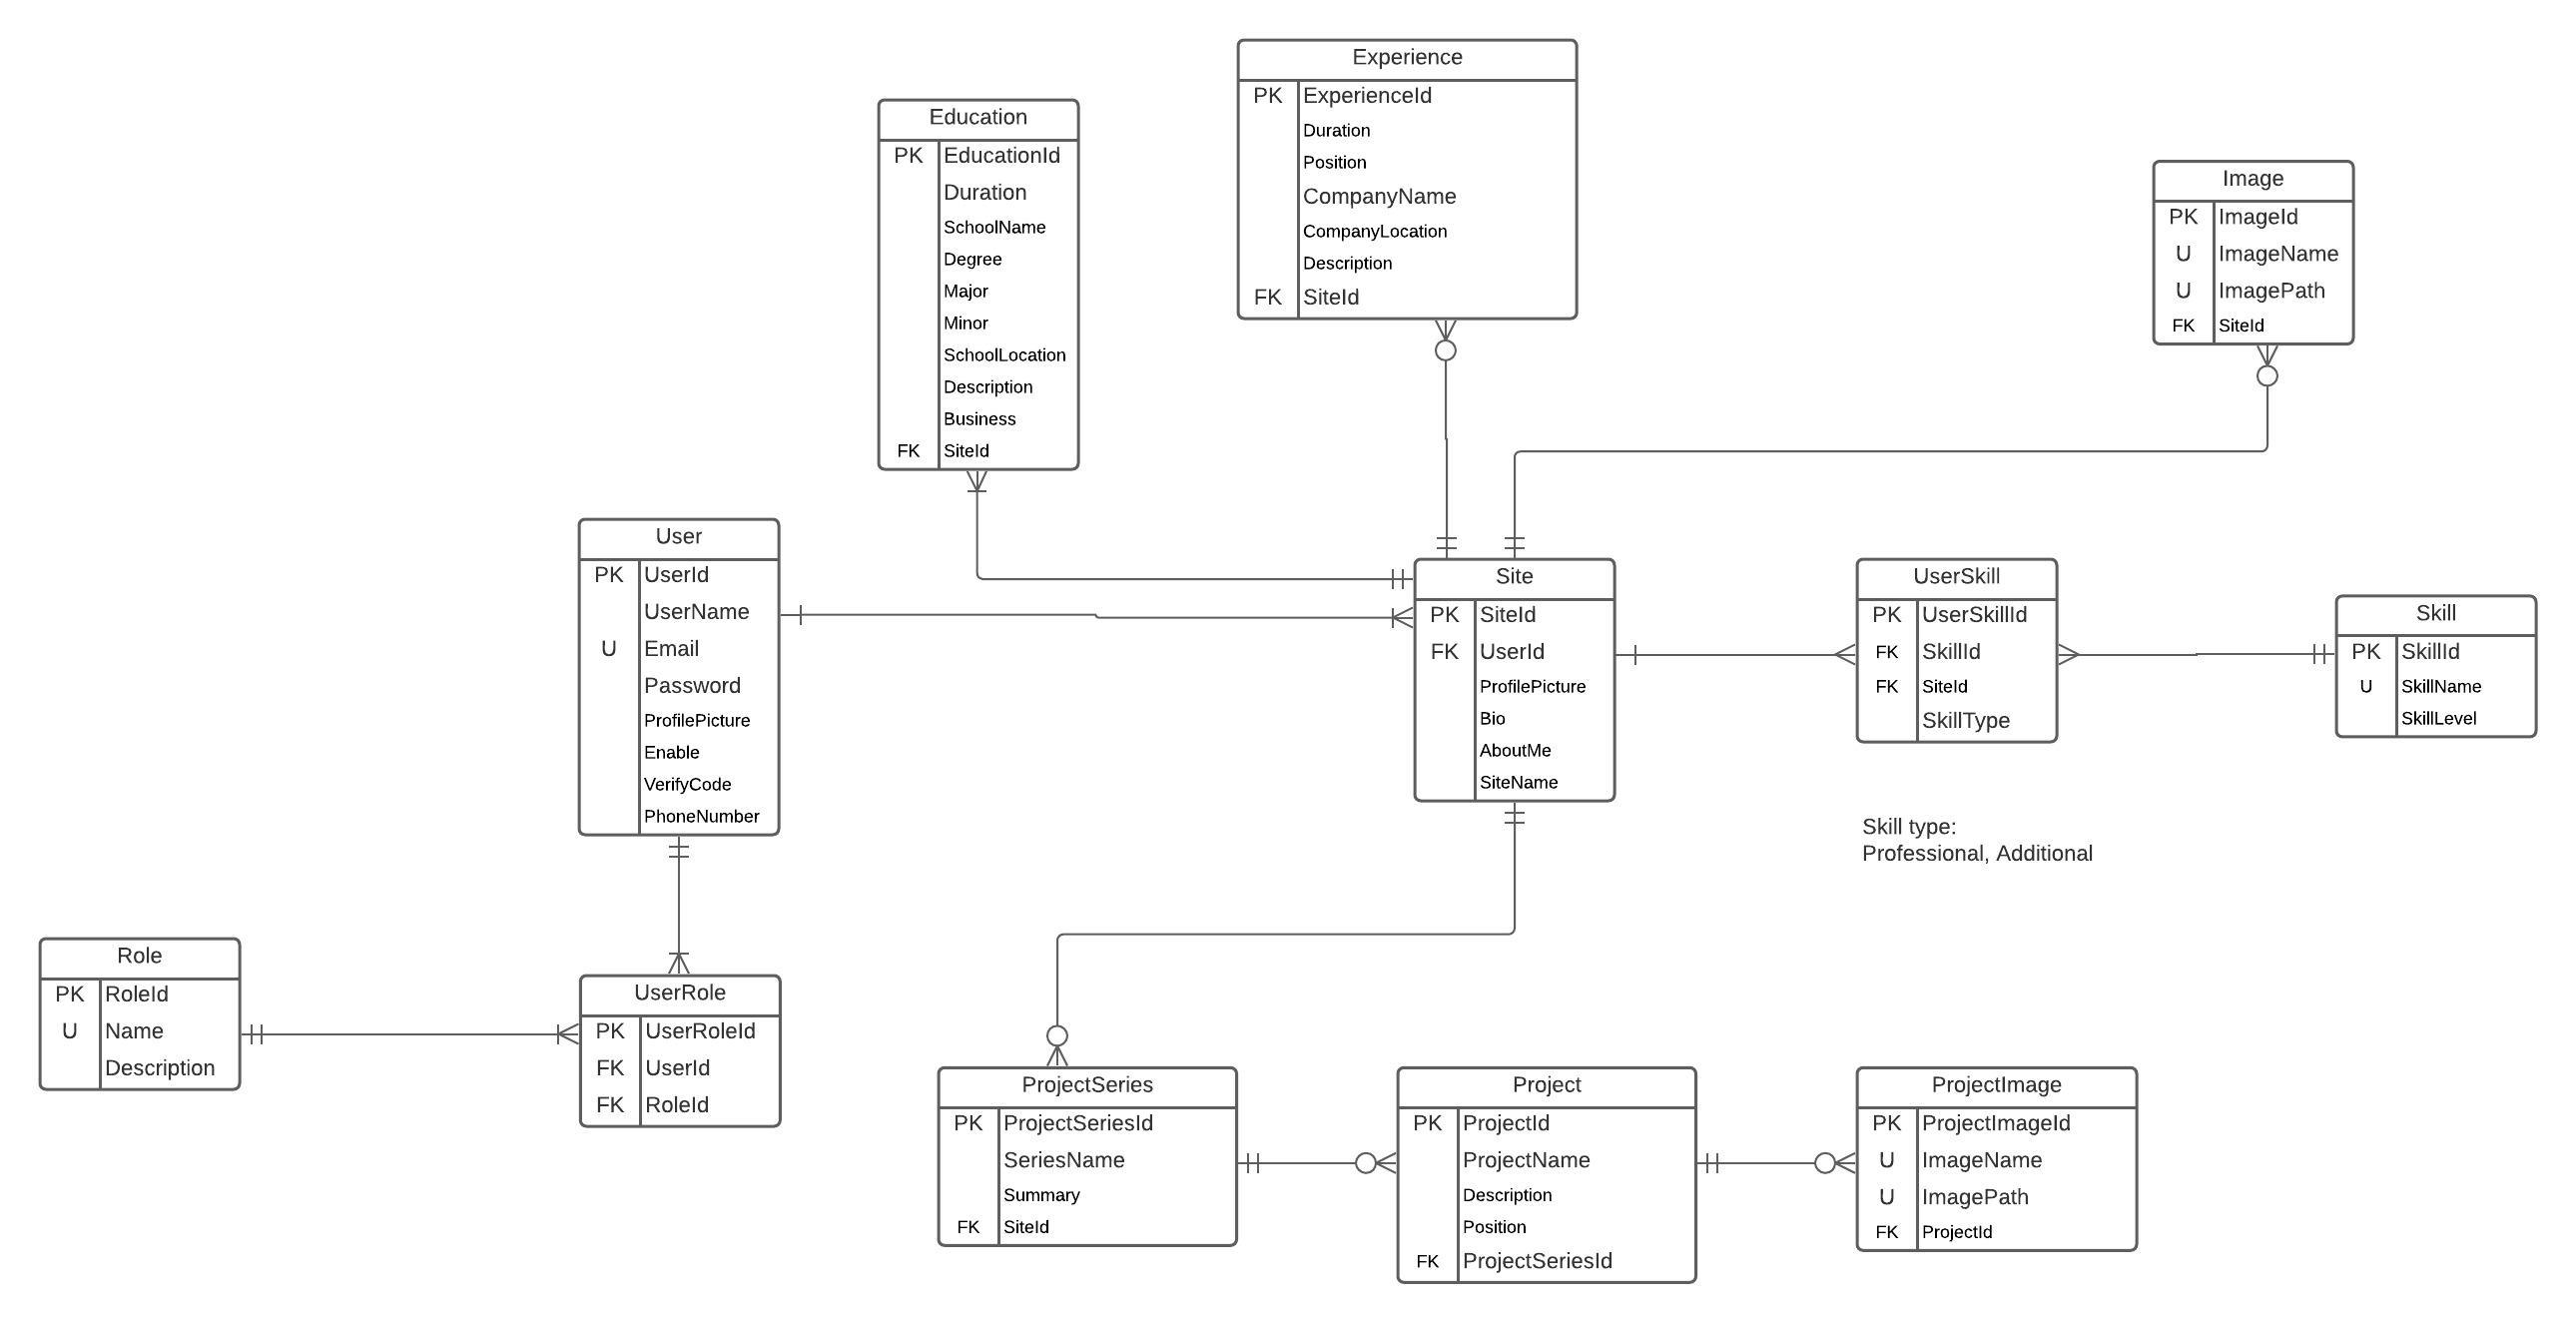 Experience
PK ExperienceId
Duration
Position
CompanyName
CompanyLocation
Description
FK SiteId
Education
PK EducationId
Duration
SchoolName
Degree
Major
Minor
SchoolLocation
Description
Business
FK SiteId
Image
PK ImageId
U ImageName
U ImagePath
FK SiteId
User
PK UserId
UserName
U Email
Password
ProfilePicture
Enable
VerifyCode
PhoneNumber
Site
PK SiteId
FK UserId
ProfilePicture
Bio
AboutMe
SiteName
UserSkill
PK UserSkillId
FK SkillId
FK SiteId
SkillType
Skill
PK SkillId
U SkillName
SkillLevel
Skill type:
Professional, Additional
Role
PK RoleId
U Name
Description
UserRole
PK UserRoleId
FK UserId
FK RoleId
ProjectSeries
PK ProjectSeriesId
SeriesName
Summary
FK SiteId
Project
PK ProjectId
ProjectName
Description
Position
FK ProjectSeriesId
ProjectImage
PK ProjectImageId
U ImageName
U ImagePath
FK ProjectId